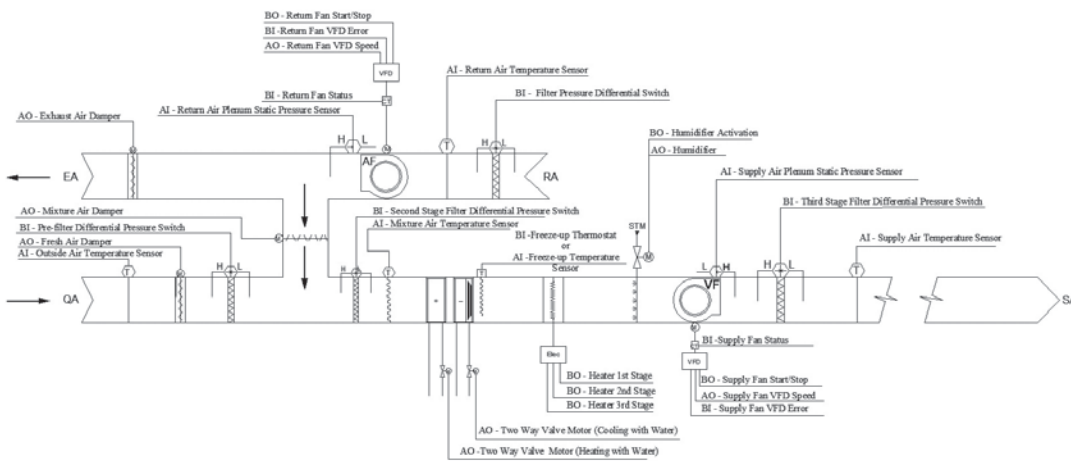 BO - Return Fan Start/Stop
BI -Return Fan VFD Error
AO - Return Fan VFD Speed
VFD
AI - Return Air Temperature Sensor
BI - Return Fan Status
CT
BI - Filter Pressure Differential Switch
AI - Return Air Plenum Static Pressure Sensor
AO - Exhaust Air Damper
BO - Humidifier Activation
AO - Humidifier
H L
M
T
H L
M
AF
EA
RA
AI - Supply Air Plenum Static Pressure Sensor
AO - Mixture Air Damper
BI - Second Stage Filter Differential Pressure Switch
BI - Third Stage Filter Differential Pressure Switch
BI - Pre-filter Differential Pressure Switch
AI - Mixture Air Temperature Sensor
STM
AO - Fresh Air Damper
BI -Freeze-up Thermostat
AI - Supply Air Temperature Sensor
AI - Outside Air Temperature Sensor
or
AI -Freeze-up Temperature
Sensor
M
T
M
H L
H L
T
T
L H
H L
T
VF
QA
SA
M
BI -Supply Fan Status
CT
Elec
VFD
BO - Heater 1st Stage
BO - Supply Fan Start/Stop
BO - Heater 2nd Stage
AO - Supply Fan VFD Speed
BO - Heater 3rd Stage
BI - Supply Fan VFD Error
AO - Two Way Valve Motor (Cooling with Water)
AO -Two Way Valve Motor (Heating with Water)